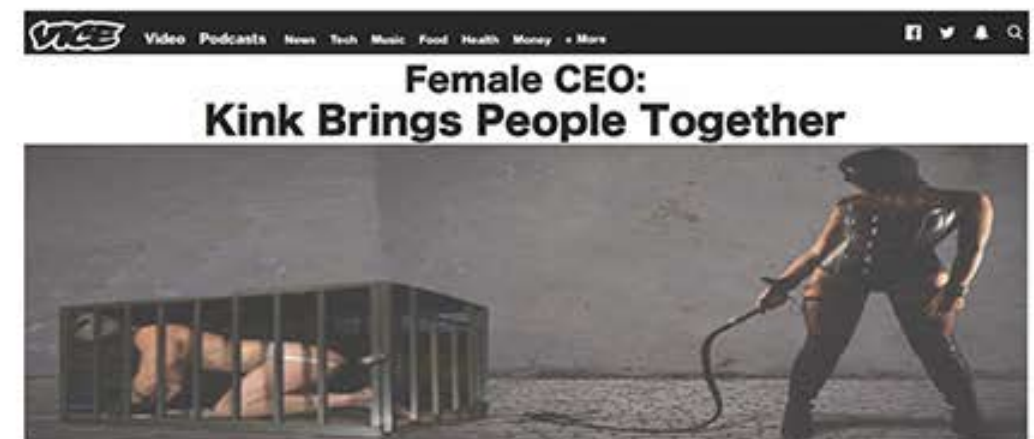 VICE Video Podcasts News Tech Music Food Health Money + More
Female CEO:
Kink Brings People Together